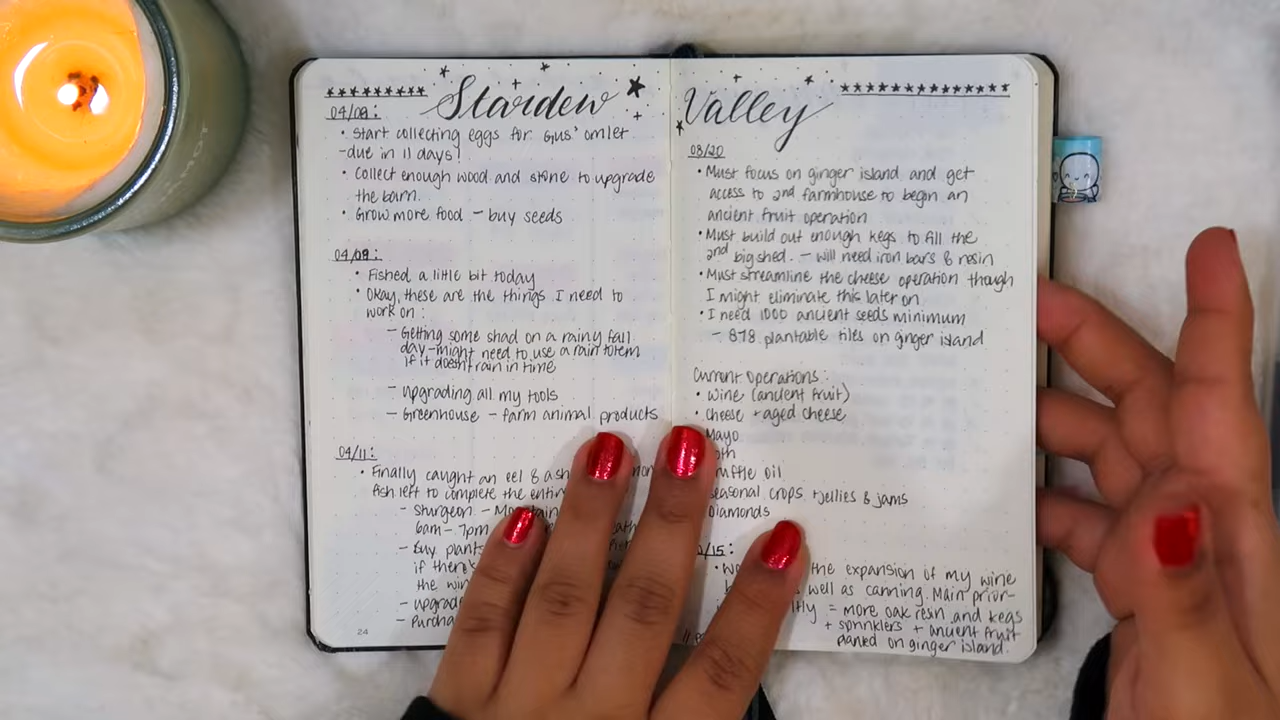 Stardew Valley
04/08:
• Start collecting eggs for Gus' omlet
- due in 11 days!
• Collect enough wood and stone to upgrade
the barn.
• Grow more food - buy seeds
04/09:
• Fished a little bit today
• Okay, these are the things I need to
work on:
- Getting some shad on a rainy fall
day - might need to use a rain totem
if it doesn't rain in time
- upgrading all my tools
- Greenhouse - farm animal products
04/11:
• Finally caught an eel & a
fish left to complete the
- Sturgeon -
6am - 7pm
- Buy
if
the
-
-
24
08/20
• Must focus on ginger island and get
access to 2nd farmhouse to begin an
ancient fruit operation
• Must build out enough kegs to fill the
2nd big shed. - will need iron bars & resin
• Must streamline the cheese operation though
I might eliminate this later on
• I need 1000 ancient seeds minimum
- 878 plantable tiles on ginger island
Current Operations:
• Wine (ancient fruit)
• Cheese + aged cheese
Mayo
seasonal crops + jellies & jams
Diamonds
/15:
• the expansion of my wine
well as canning. Main prior-
= more oak resin and kegs
+ sprinklers + ancient fruit
on ginger island.